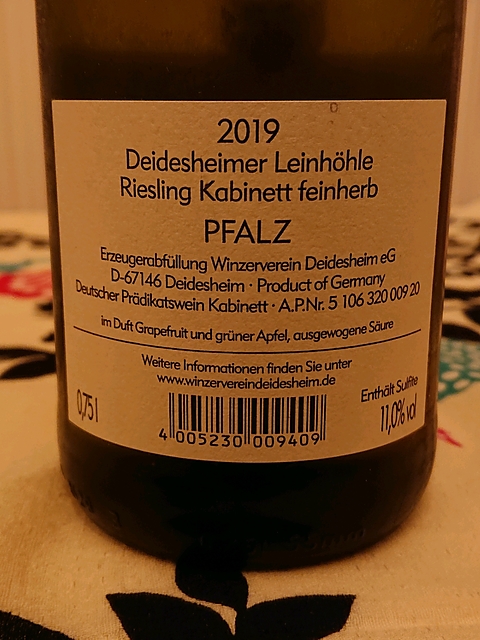 2019
Deidesheimer Leinhöhle
Riesling Kabinett feinherb
PFALZ
Erzeugerabfüllung Winzerverein Deidesheim eG
D-67146 Deidesheim · Product of Germany
Deutscher Prädikatswein Kabinett · A.P.Nr. 5 106 320 009 20
im Duft Grapefruit und grüner Apfel, ausgewogene Säure
Weitere Informationen finden Sie unter
www.winzervereindeidesheim.de
0,75 l
Enthält Sulfite
11,0% vol
4 005230 009409